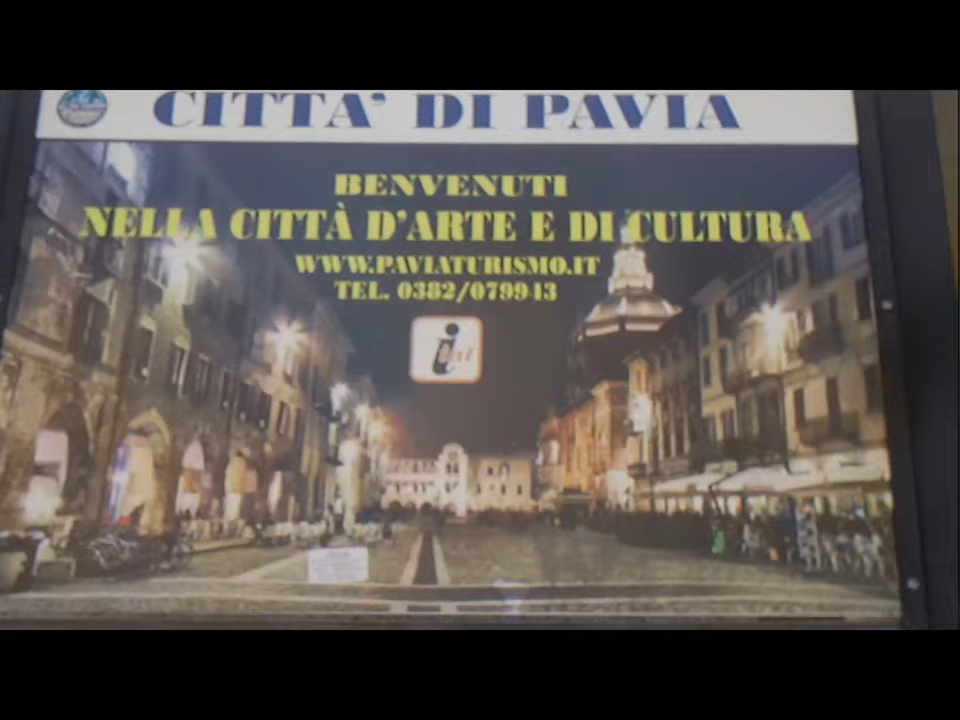 CITTA' DI PAVIA
BENVENUTI
NELLA CITTÀ D'ARTE E DI CULTURA
WWW.PAVIATURISMO.IT
TEL. 0382/079943